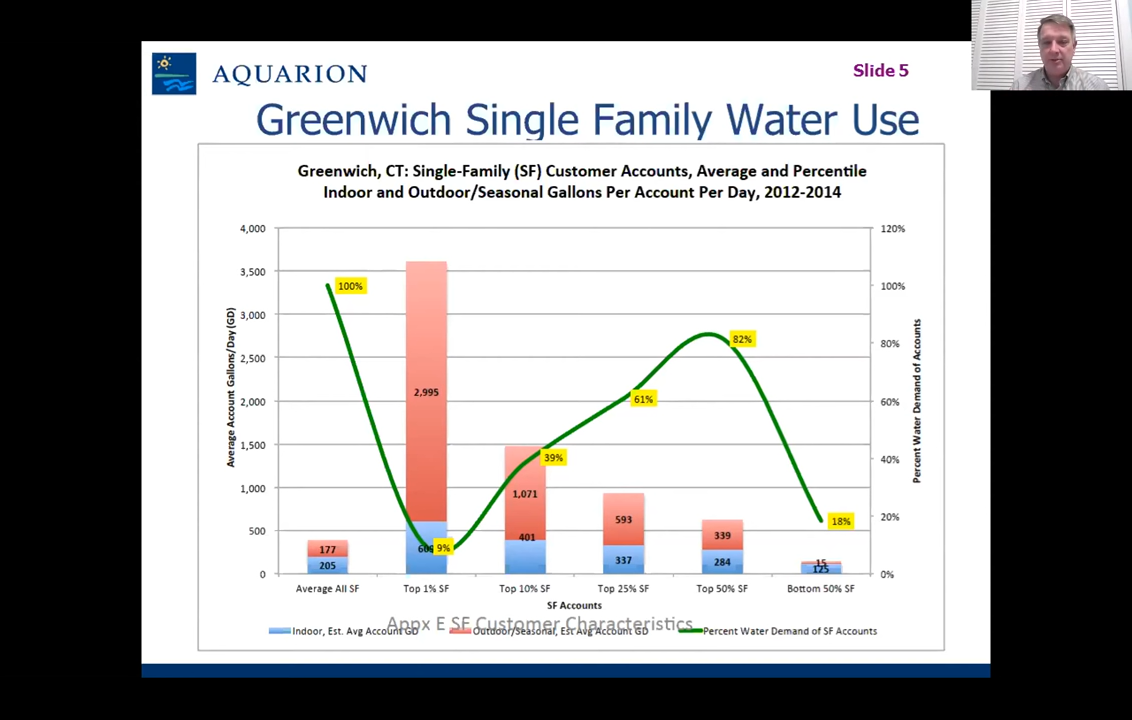 AQUARION
Slide 5
Greenwich Single Family Water Use
Greenwich, CT: Single-Family (SF) Customer Accounts, Average and Percentile
Indoor and Outdoor/Seasonal Gallons Per Account Per Day, 2012-2014
4,000
3,500
3,000
2,500
2,000
1,500
1,000
500
0
Average Account Gallons/Day (GD)
120%
100%
80%
60%
40%
20%
0%
Percent Water Demand of Accounts
100%
9%
39%
61%
82%
18%
177
205
2,995
1,071
401
593
337
339
284
15
125
Average All SF
Top 1% SF
Top 10% SF
Top 25% SF
Top 50% SF
Bottom 50% SF
SF Accounts
Appx E SF Customer Characteristics
Indoor, Est. Avg Account GD
Outdoor/Seasonal, Est Avg Account GD
Percent Water Demand of SF Accounts